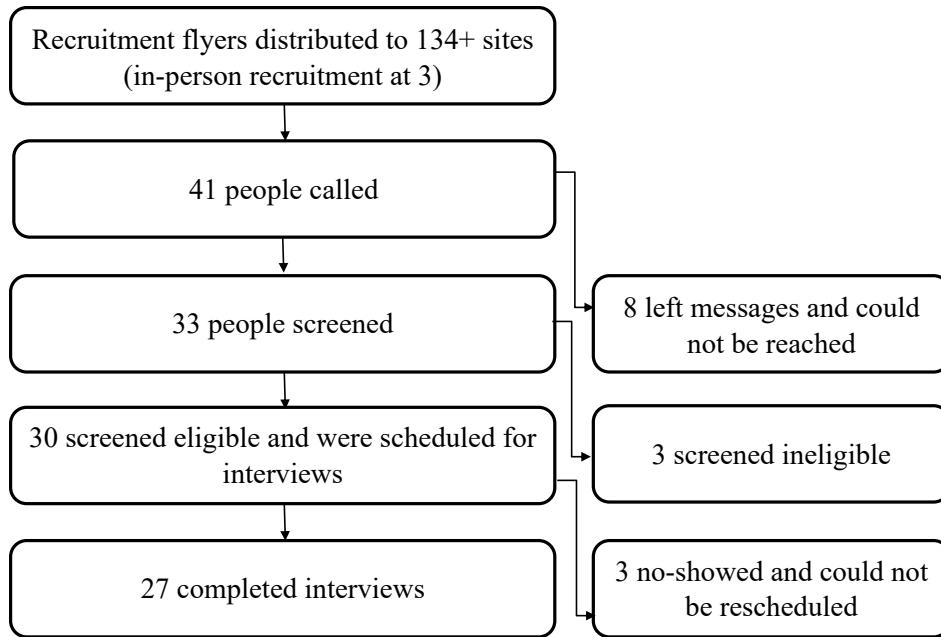 Recruitment flyers distributed to 134+ sites
(in-person recruitment at 3)
41 people called
33 people screened
8 left messages and could
not be reached
30 screened eligible and were scheduled for
interviews
3 screened ineligible
27 completed interviews
3 no-showed and could not
be rescheduled